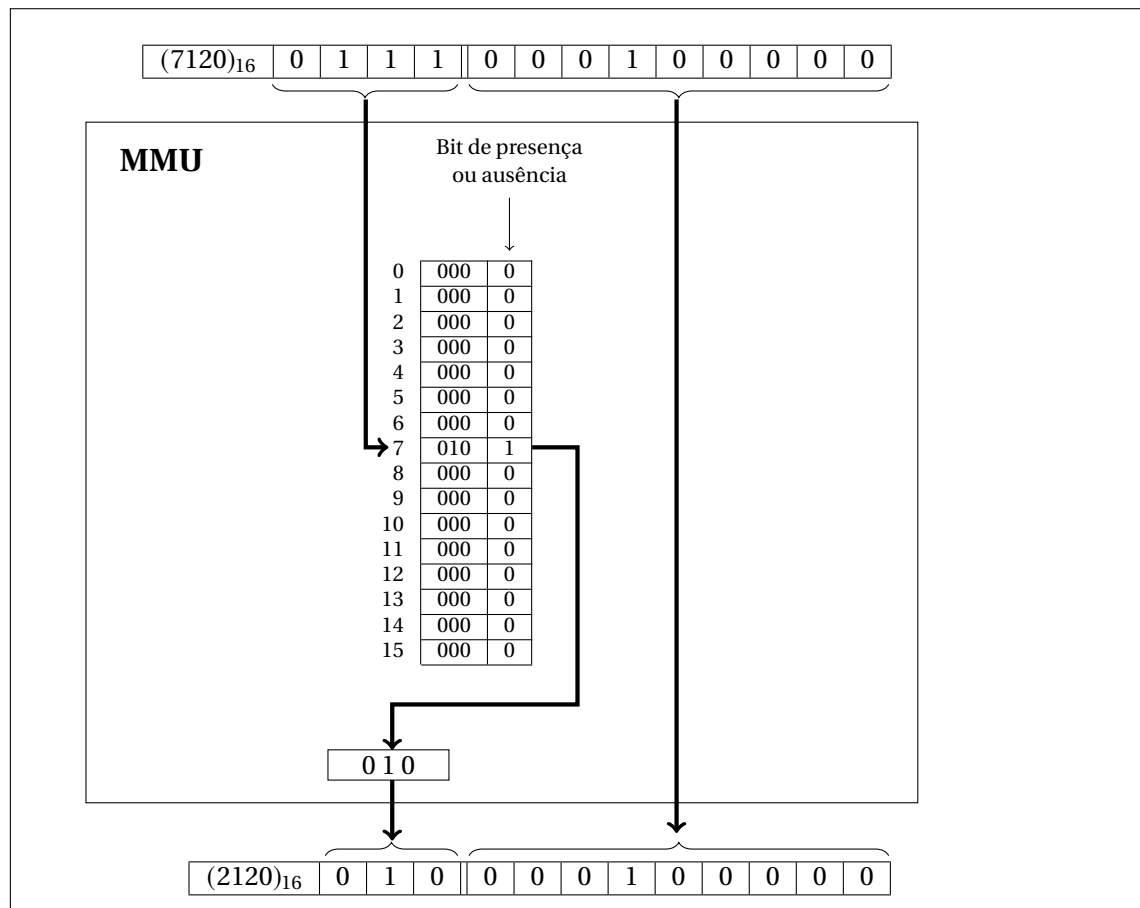 (7120)₁₆ 0 1 1 1 0 0 0 1 0 0 0 0 0
MMU
Bit de presença
ou ausência
0 000 0
1 000 0
2 000 0
3 000 0
4 000 0
5 000 0
6 000 0
7 010 1
8 000 0
9 000 0
10 000 0
11 000 0
12 000 0
13 000 0
14 000 0
15 000 0
0 1 0
(2120)₁₆ 0 1 0 0 0 0 1 0 0 0 0 0